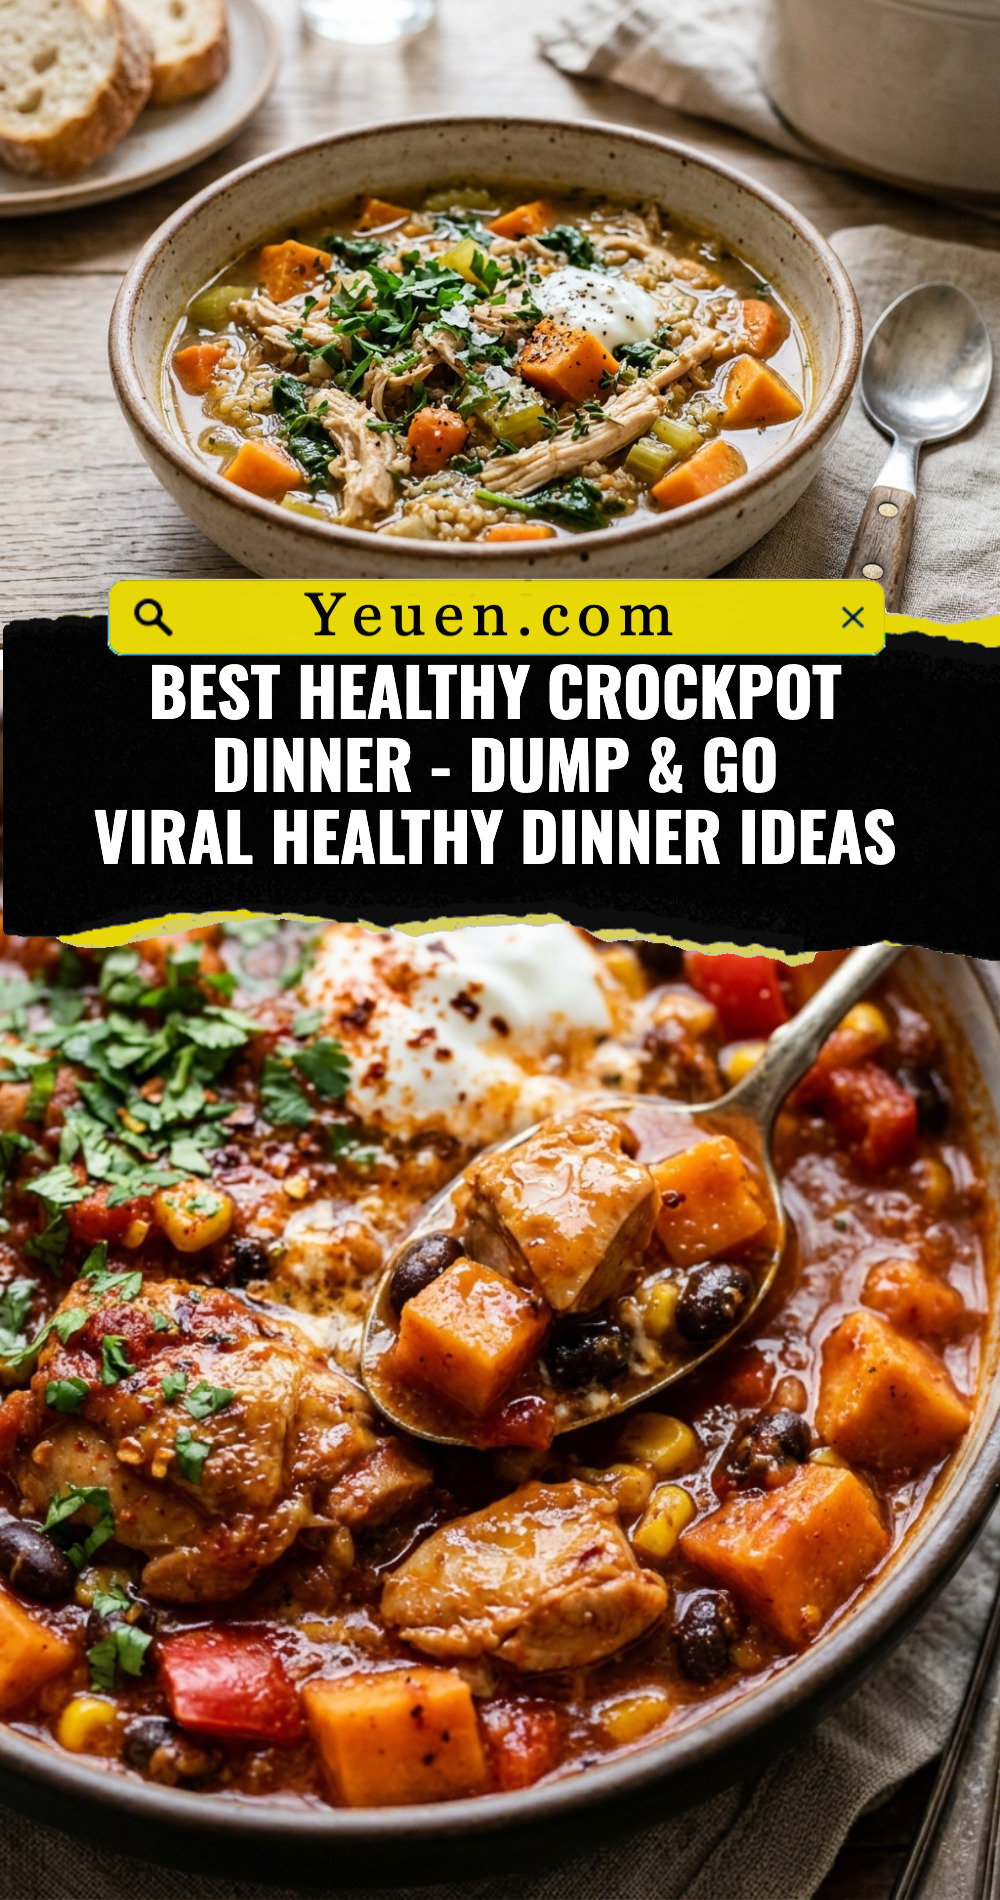 Yeuen.com
BEST HEALTHY CROCKPOT
DINNER - DUMP & GO
VIRAL HEALTHY DINNER IDEAS